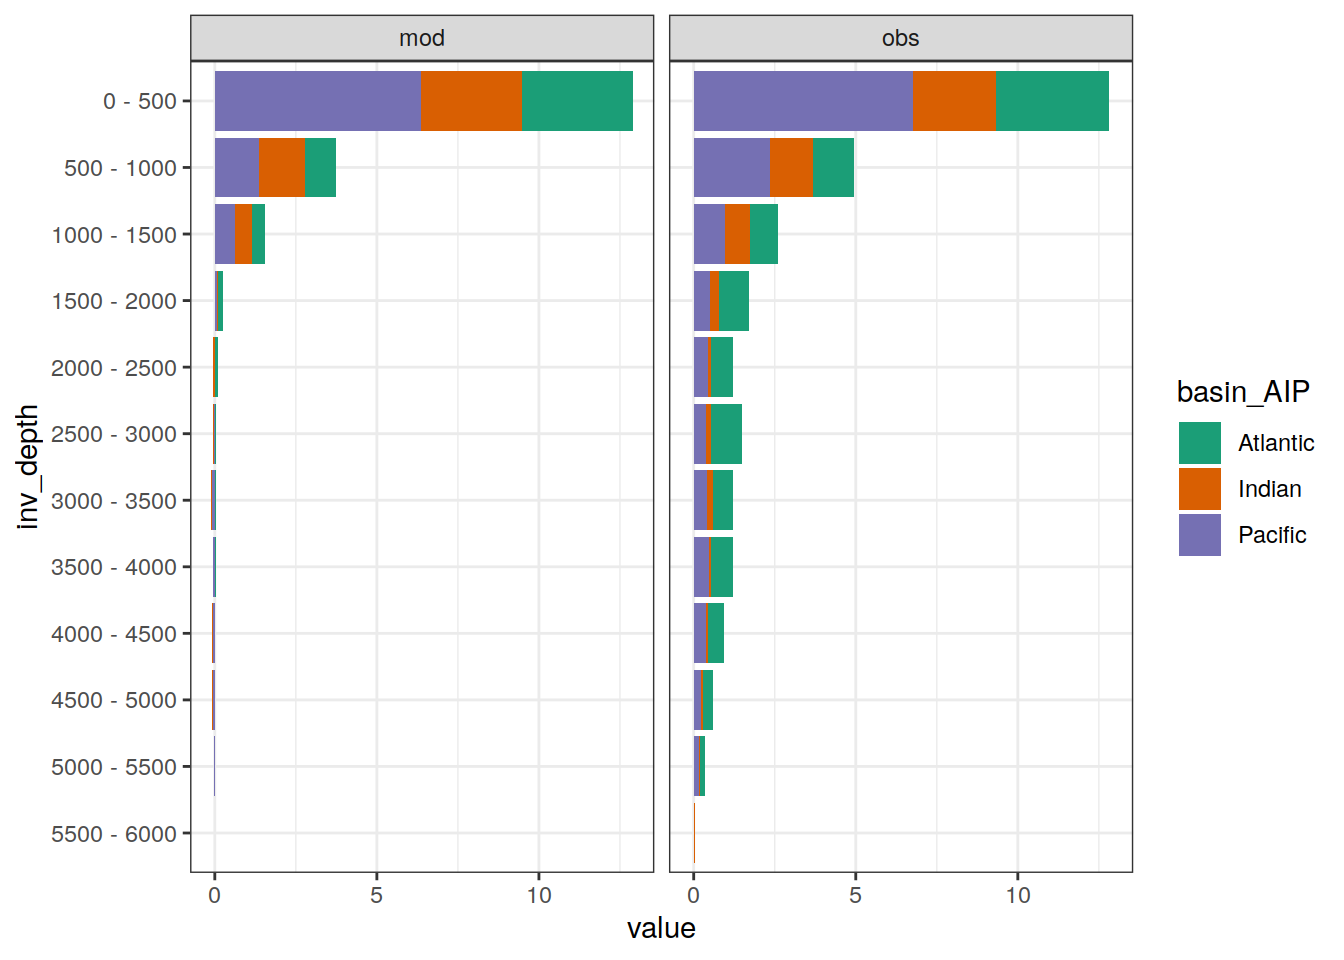 mod
obs
0 - 500
500 - 1000
1000 - 1500
1500 - 2000
2000 - 2500
2500 - 3000
3000 - 3500
3500 - 4000
4000 - 4500
4500 - 5000
5000 - 5500
5500 - 6000
inv_depth
0
5
10
0
5
10
value
basin_AIP
Atlantic
Indian
Pacific